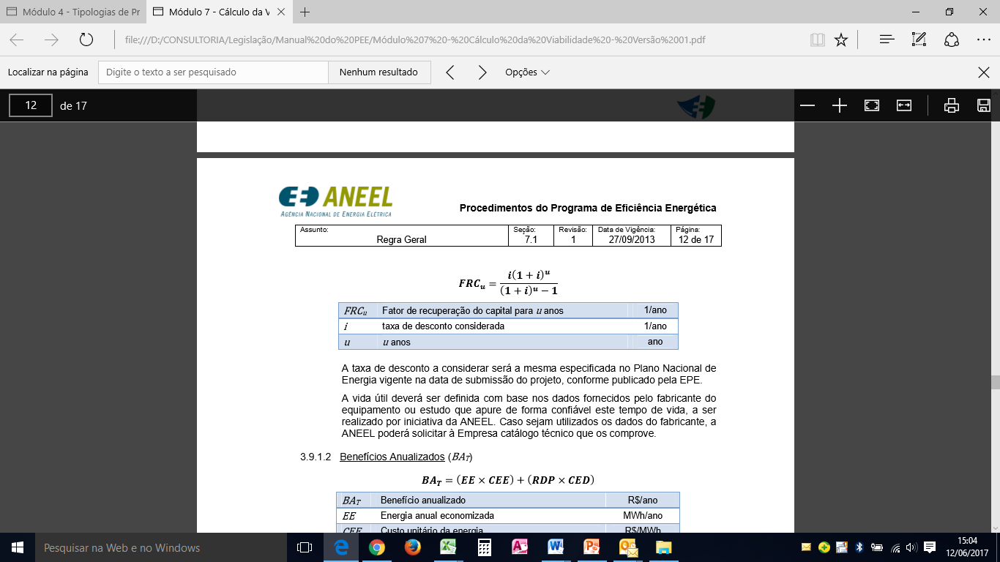 Módulo 4 - Tipologias de Pr
Módulo 7 - Cálculo da V
file:///D:/CONSULTORIA/Legislação/Manual%20do%20PEE/Módulo%207%20-%20Cálculo%20da%20Viabilidade%20-%20Versão%2001.pdf
Localizar na página
Digite o texto a ser pesquisado
Nenhum resultado
Opções
12 de 17
ANEEL
AGÊNCIA NACIONAL DE ENERGIA ELÉTRICA
Procedimentos do Programa de Eficiência Energética
Assunto: Seção: Revisão: Data de Vigência: Página:
Regra Geral 7.1 1 27/09/2013 12 de 17
FRCu = i(1 + i)^u / (1 + i)^u − 1
FRCu Fator de recuperação do capital para u anos 1/ano
i taxa de desconto considerada 1/ano
u u anos ano
A taxa de desconto a considerar será a mesma especificada no Plano Nacional de
Energia vigente na data de submissão do projeto, conforme publicado pela EPE.
A vida útil deverá ser definida com base nos dados fornecidos pelo fabricante do
equipamento ou estudo que apure de forma confiável este tempo de vida, a ser
realizado por iniciativa da ANEEL. Caso sejam utilizados os dados do fabricante, a
ANEEL poderá solicitar à Empresa catálogo técnico que os comprove.
3.9.1.2 Benefícios Anualizados (BAT)
BAT = (EE × CEE) + (RDP × CED)
BAT Benefício anualizado R$/ano
EE Energia anual economizada MWh/ano
CEE Custo unitário da energia R$/MWh
Pesquisar na Web e no Windows
15:04
12/06/2017